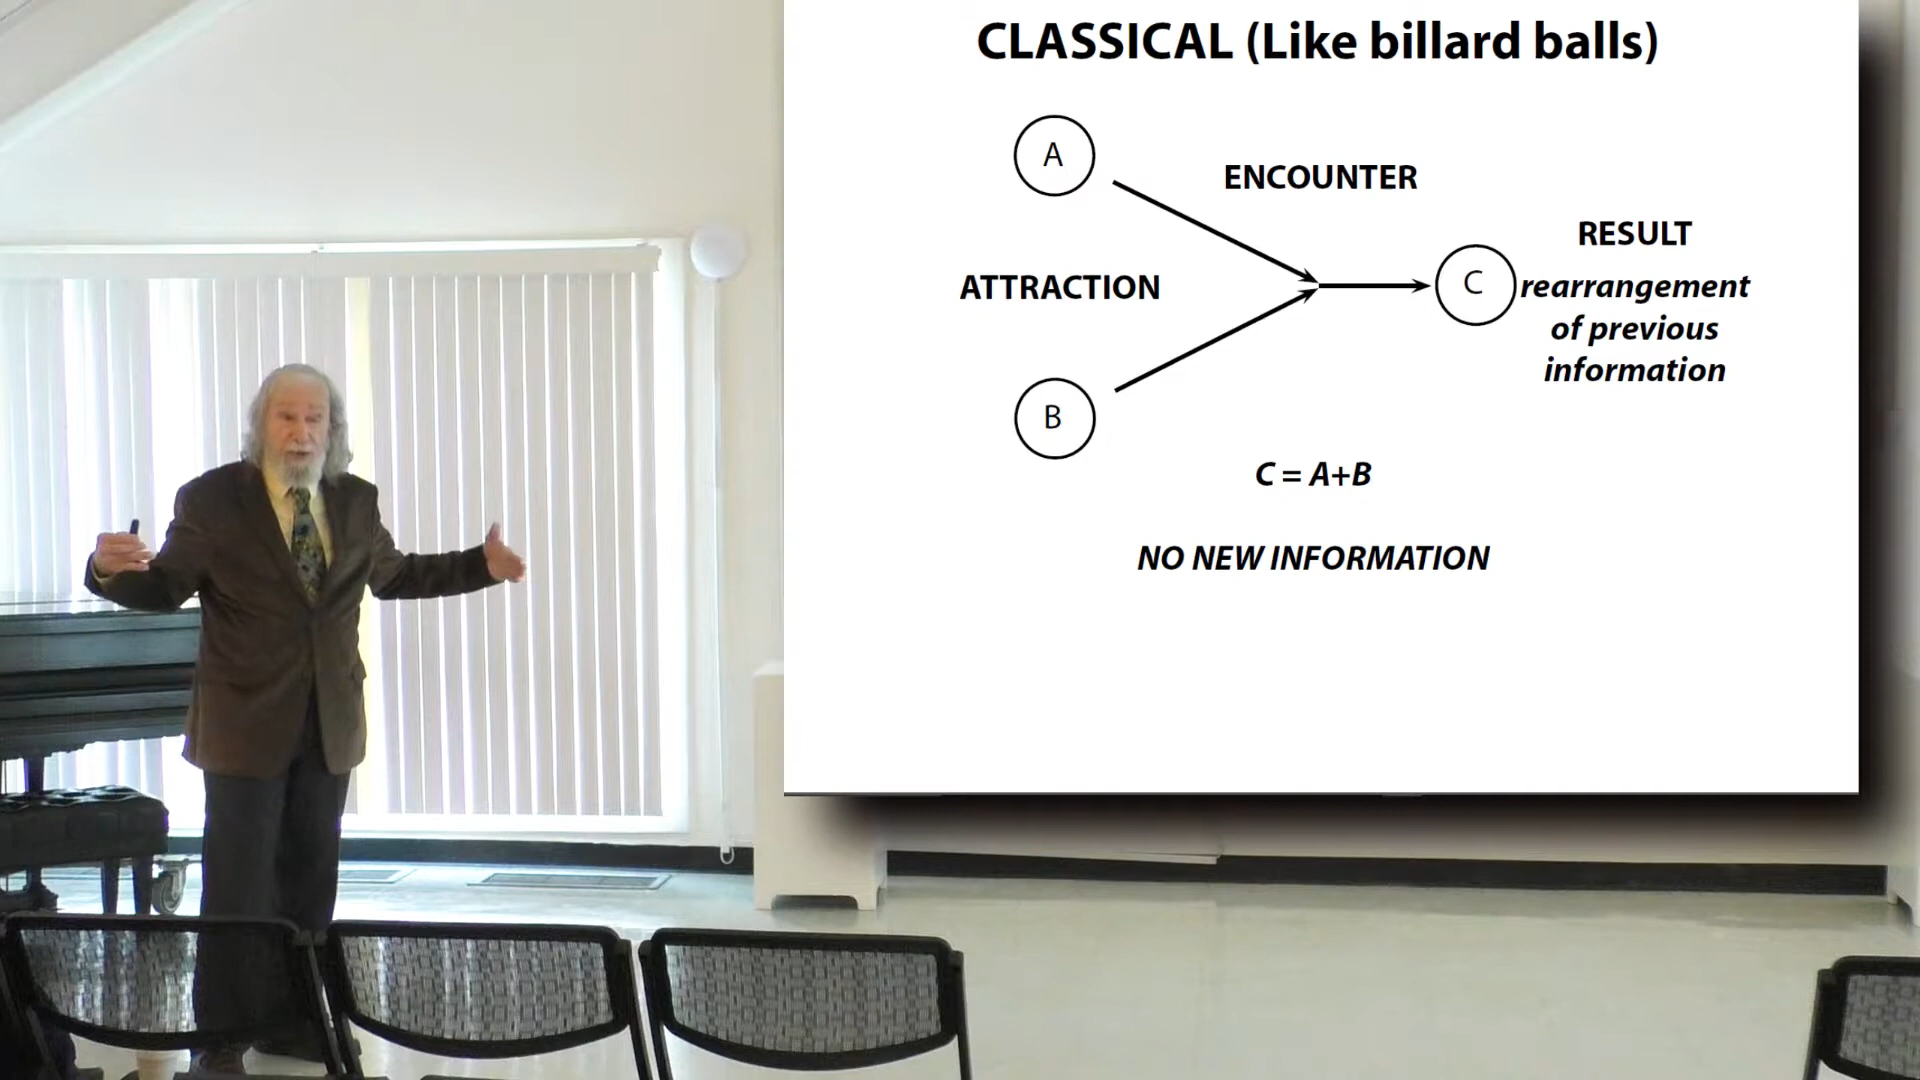 CLASSICAL (Like billard balls)
A
ENCOUNTER
RESULT
ATTRACTION
C
rearrangement
of previous
information
B
C = A+B
NO NEW INFORMATION